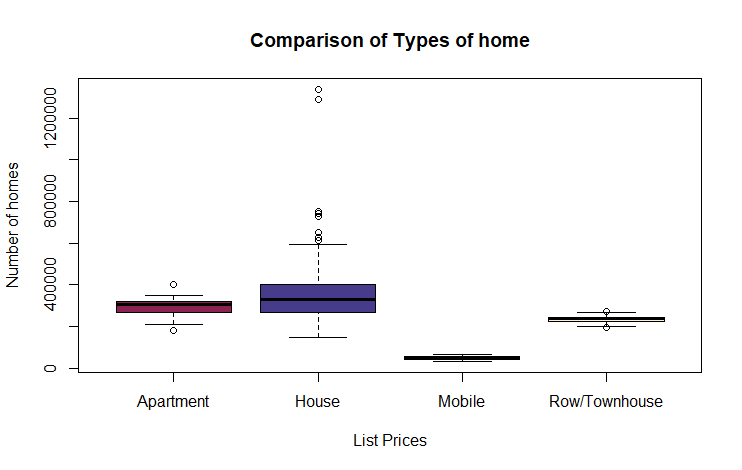 Comparison of Types of home
Number of homes
1200000
800000
400000
0
Apartment House Mobile Row/Townhouse
List Prices